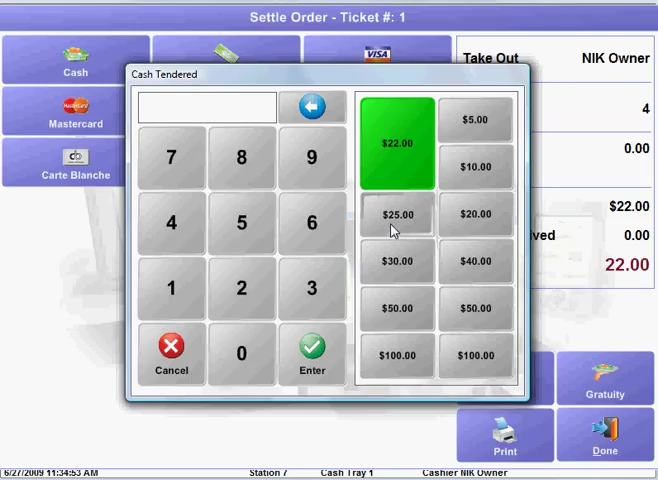 Settle Order - Ticket #: 1
Cash
VISA
Take Out NIK Owner
Mastercard
4
Carte Blanche
0.00
$22.00
0.00
22.00
Cash Tendered
7 8 9
4 5 6
1 2 3
Cancel 0 Enter
$22.00 $5.00
$10.00
$25.00 $20.00
$30.00 $40.00
$50.00 $50.00
$100.00 $100.00
Gratuity
Print Done
6/27/2009 11:34:53 AM Station 7 Cash Tray 1 Cashier NIK Owner